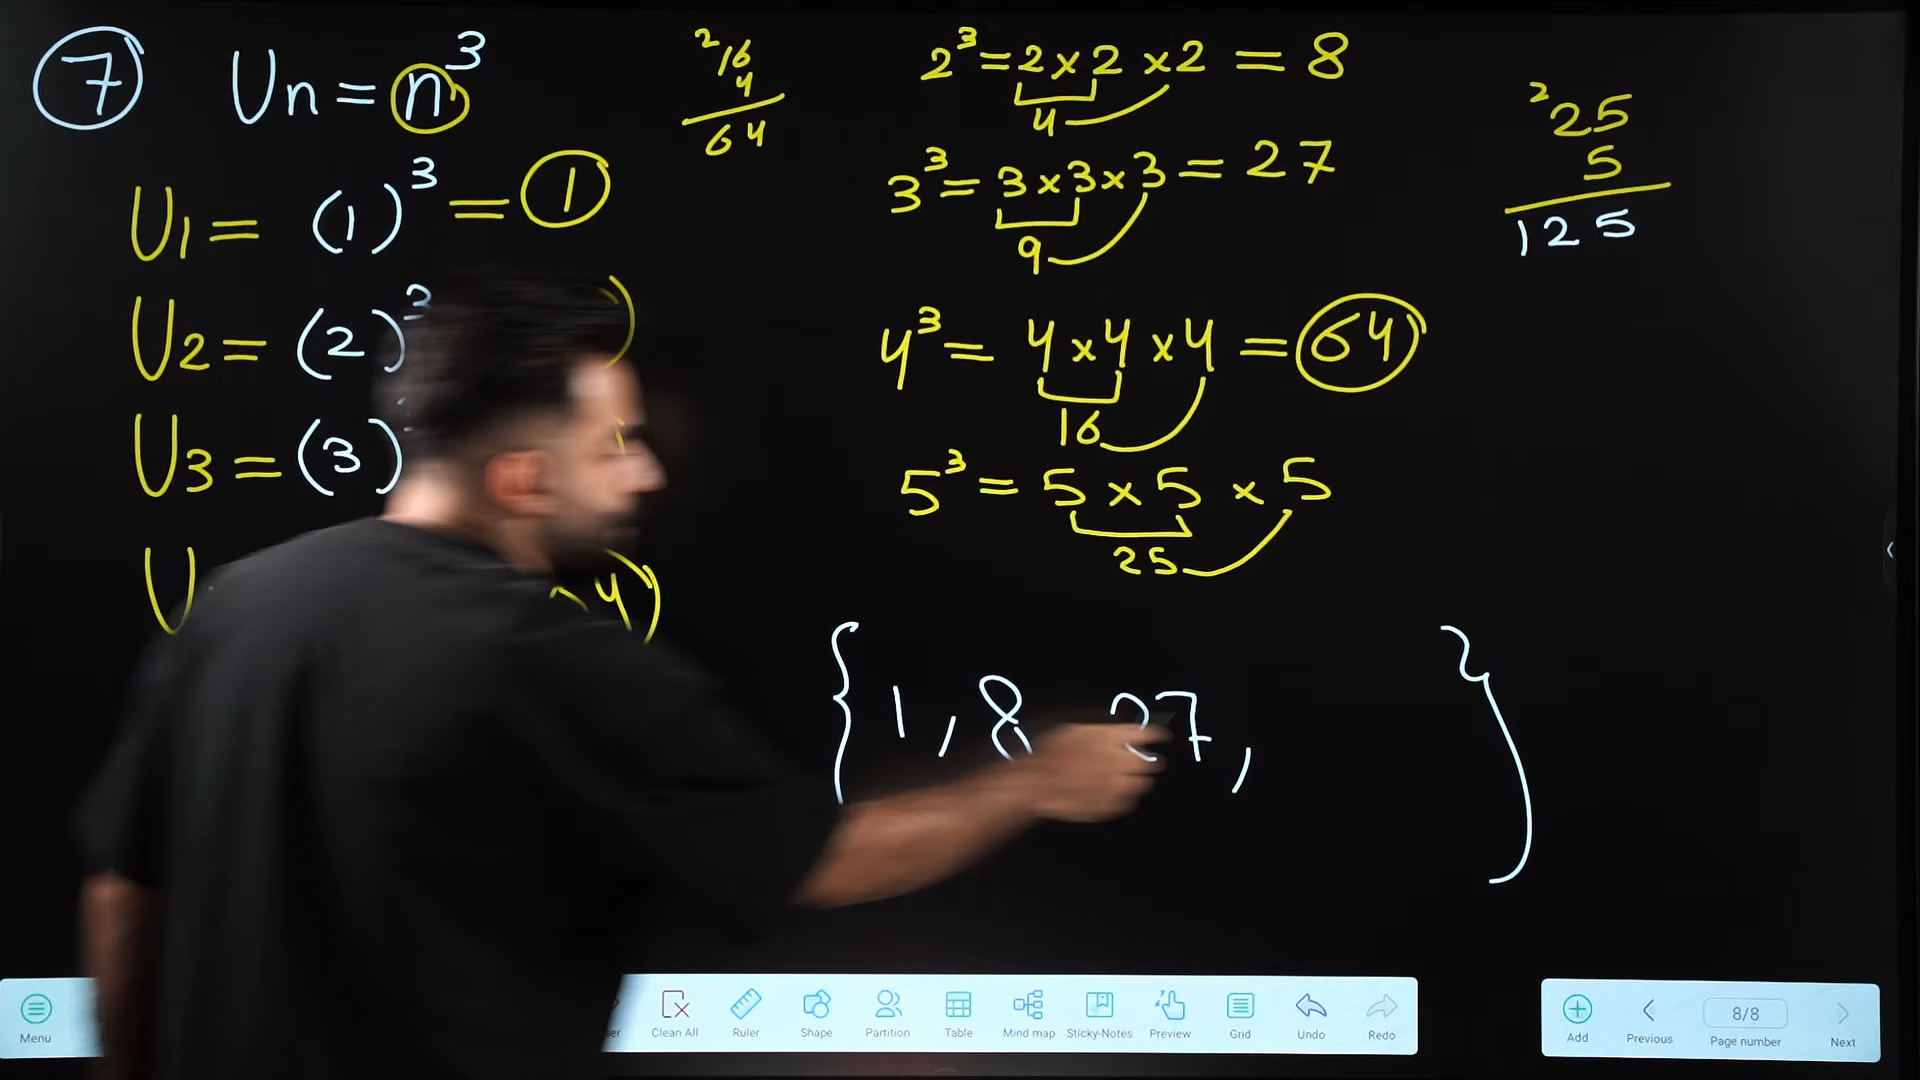 7 Un = n³
U1 = (1)³ = 1
U2 = (2)
U3 = (3)
U
4
2
16
4
64
2³ = 2 x 2 x 2 = 8
4
3³ = 3 x 3 x 3 = 27
9
4³ = 4 x 4 x 4 = 64
16
5³ = 5 x 5 x 5
25
2
25
5
125
{ 1, 8 27, }
Menu Clean All Ruler Shape Partition Table Mind map Sticky-Notes Preview Grid Undo Redo Add Previous 8/8 Page number Next